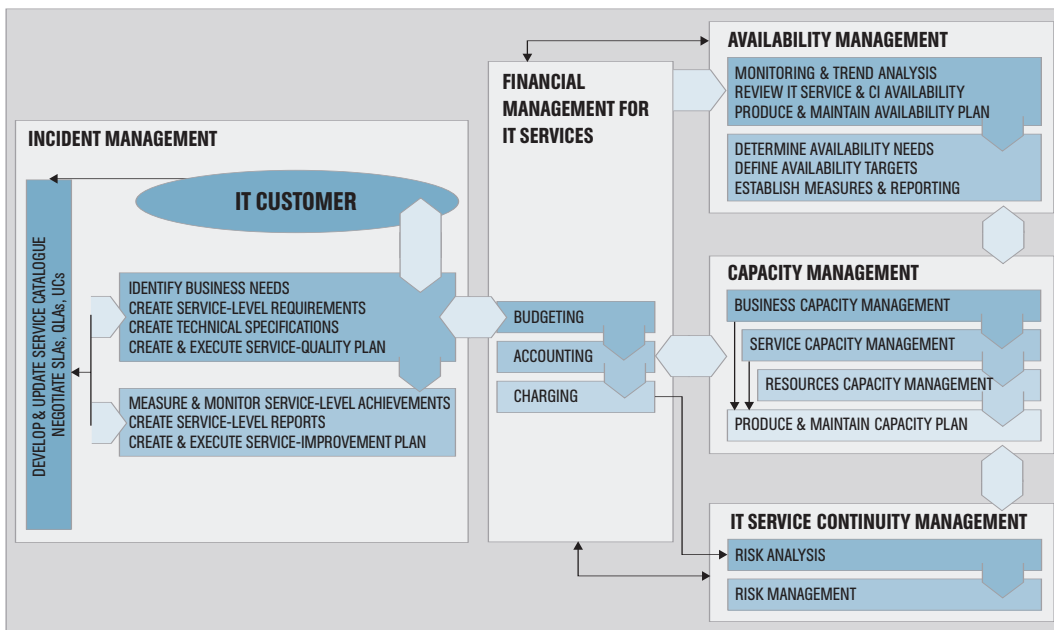 INCIDENT MANAGEMENT
IT CUSTOMER
DEVELOP & UPDATE SERVICE CATALOGUE
NEGOTIATE SLAs, QLAs, UCs
IDENTIFY BUSINESS NEEDS
CREATE SERVICE-LEVEL REQUIREMENTS
CREATE TECHNICAL SPECIFICATIONS
CREATE & EXECUTE SERVICE-QUALITY PLAN
MEASURE & MONITOR SERVICE-LEVEL ACHIEVEMENTS
CREATE SERVICE-LEVEL REPORTS
CREATE & EXECUTE SERVICE-IMPROVEMENT PLAN
FINANCIAL
MANAGEMENT FOR
IT SERVICES
BUDGETING
ACCOUNTING
CHARGING
AVAILABILITY MANAGEMENT
MONITORING & TREND ANALYSIS
REVIEW IT SERVICE & CI AVAILABILITY
PRODUCE & MAINTAIN AVAILABILITY PLAN
DETERMINE AVAILABILITY NEEDS
DEFINE AVAILABILITY TARGETS
ESTABLISH MEASURES & REPORTING
CAPACITY MANAGEMENT
BUSINESS CAPACITY MANAGEMENT
SERVICE CAPACITY MANAGEMENT
RESOURCES CAPACITY MANAGEMENT
PRODUCE & MAINTAIN CAPACITY PLAN
IT SERVICE CONTINUITY MANAGEMENT
RISK ANALYSIS
RISK MANAGEMENT